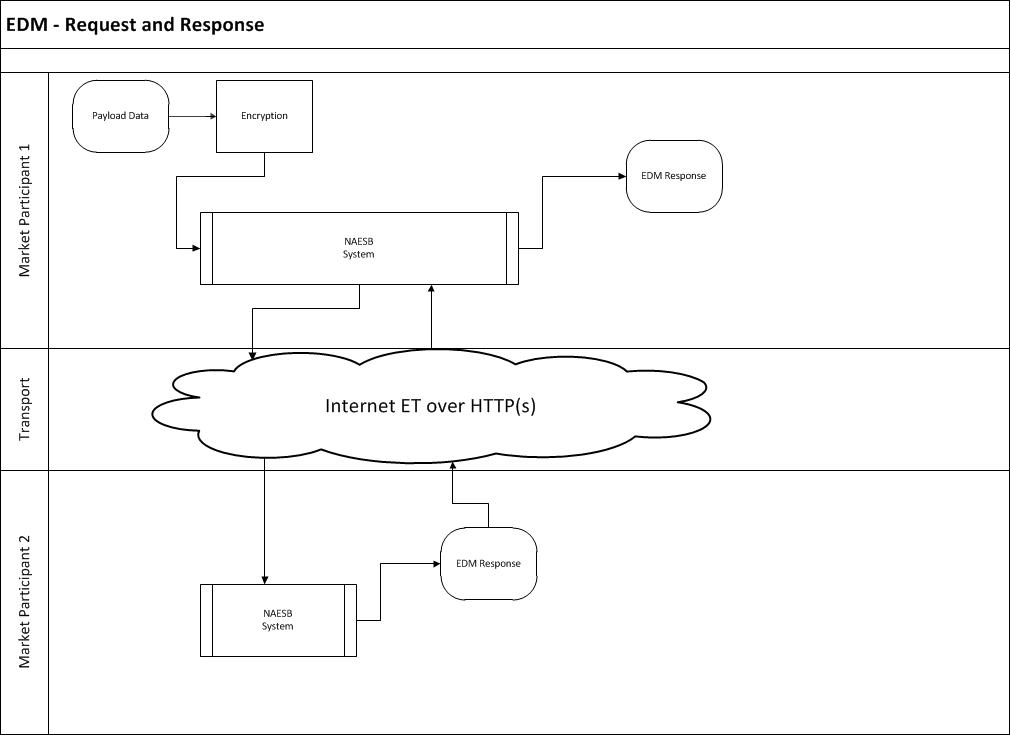 EDM - Request and Response
Market Participant 1
Payload Data
Encryption
EDM Response
NAESB
System
Transport
Internet ET over HTTP(s)
Market Participant 2
EDM Response
NAESB
System